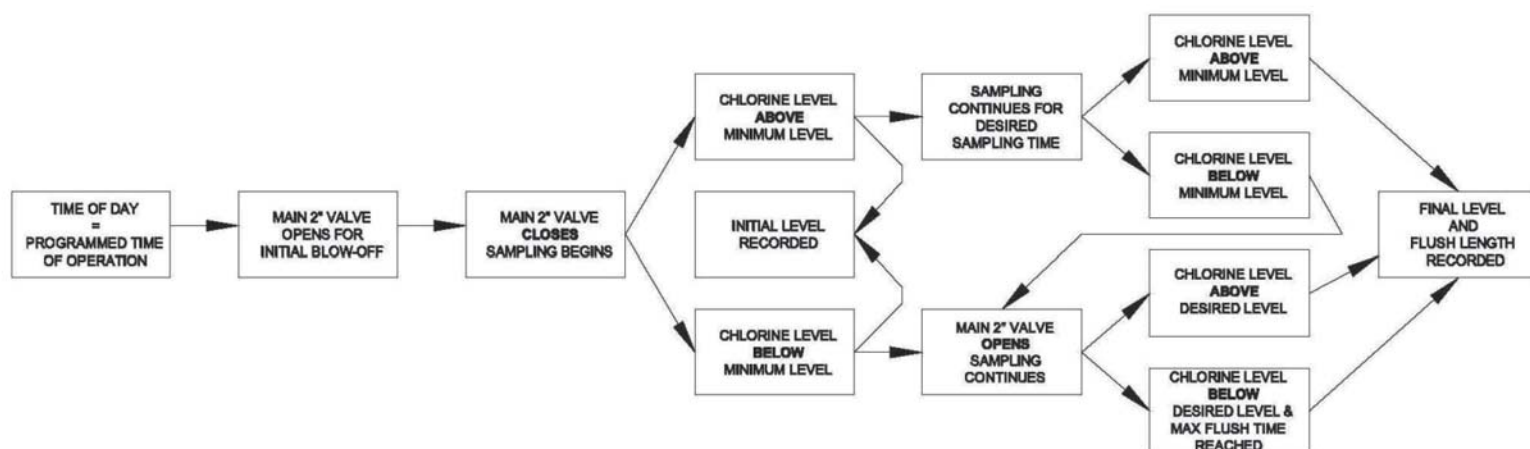 TIME OF DAY
=
PROGRAMMED TIME
OF OPERATION
MAIN 2" VALVE
OPENS FOR
INITIAL BLOW-OFF
MAIN 2" VALVE
CLOSES
SAMPLING BEGINS
CHLORINE LEVEL
ABOVE
MINIMUM LEVEL
INITIAL LEVEL
RECORDED
CHLORINE LEVEL
BELOW
MINIMUM LEVEL
SAMPLING
CONTINUES FOR
DESIRED
SAMPLING TIME
MAIN 2" VALVE
OPENS
SAMPLING
CONTINUES
CHLORINE LEVEL
ABOVE
MINIMUM LEVEL
CHLORINE LEVEL
BELOW
MINIMUM LEVEL
CHLORINE LEVEL
ABOVE
DESIRED LEVEL
CHLORINE LEVEL
BELOW
DESIRED LEVEL &
MAX FLUSH TIME
REACHED
FINAL LEVEL
AND
FLUSH LENGTH
RECORDED